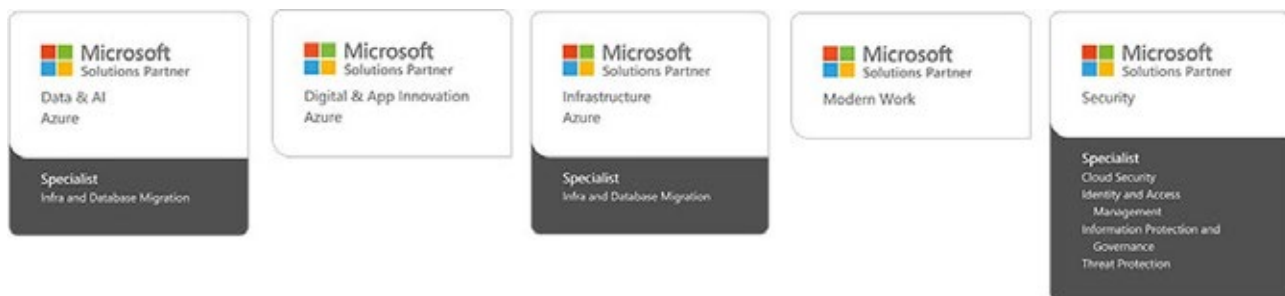 Microsoft
Solutions Partner
Data & AI
Azure
Specialist
Infra and Database Migration
Microsoft
Solutions Partner
Digital & App Innovation
Azure
Microsoft
Solutions Partner
Infrastructure
Azure
Specialist
Infra and Database Migration
Microsoft
Solutions Partner
Modern Work
Microsoft
Solutions Partner
Security
Specialist
Cloud Security
Identity and Access
Management
Information Protection and
Governance
Threat Protection